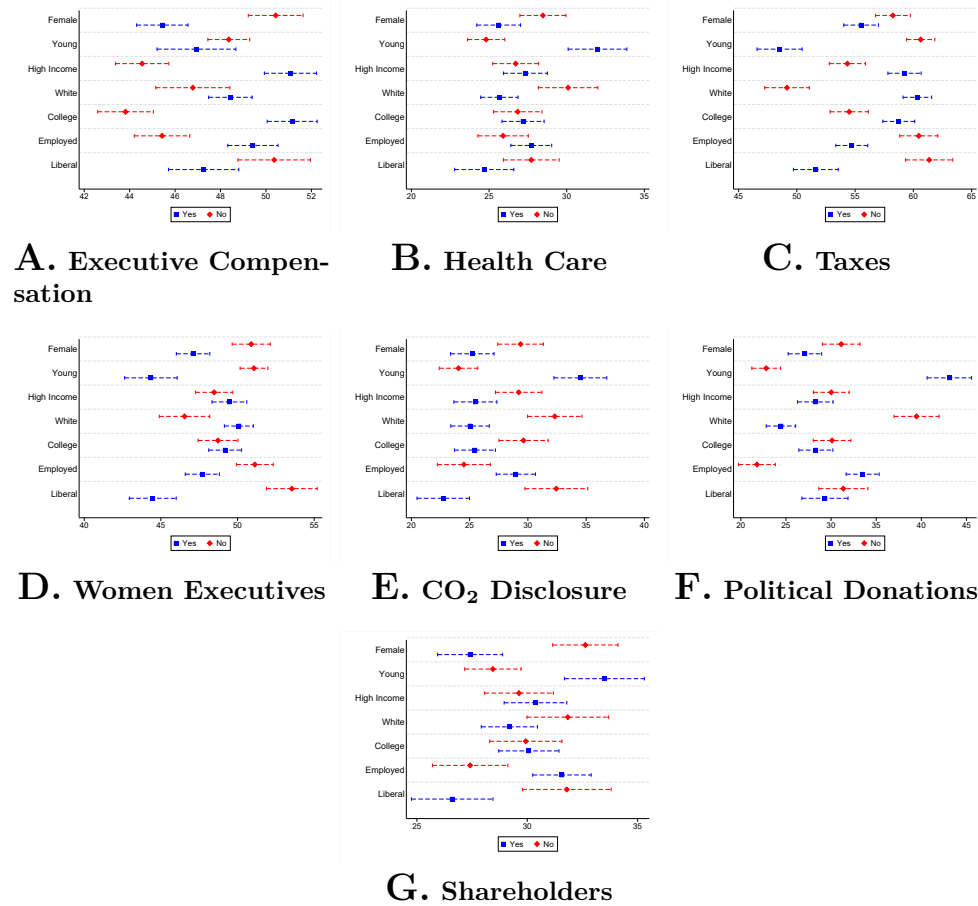 Female
Young
High Income
White
College
Employed
Liberal
42 44 46 48 50 52
Yes No
A. Executive Compen-
sation
Female
Young
High Income
White
College
Employed
Liberal
20 25 30 35
Yes No
B. Health Care
Female
Young
High Income
White
College
Employed
Liberal
45 55 60 65
Yes No
C. Taxes
Female
Young
High Income
White
College
Employed
Liberal
40 45 50 55
Yes No
D. Women Executives
Female
Young
High Income
White
College
Employed
Liberal
20 25 30 35 40
Yes No
E. CO₂ Disclosure
Female
Young
High Income
White
College
Employed
Liberal
20 25 30 35 40 45
Yes No
F. Political Donations
Female
Young
High Income
White
College
Employed
Liberal
25 30 35
Yes No
G. Shareholders